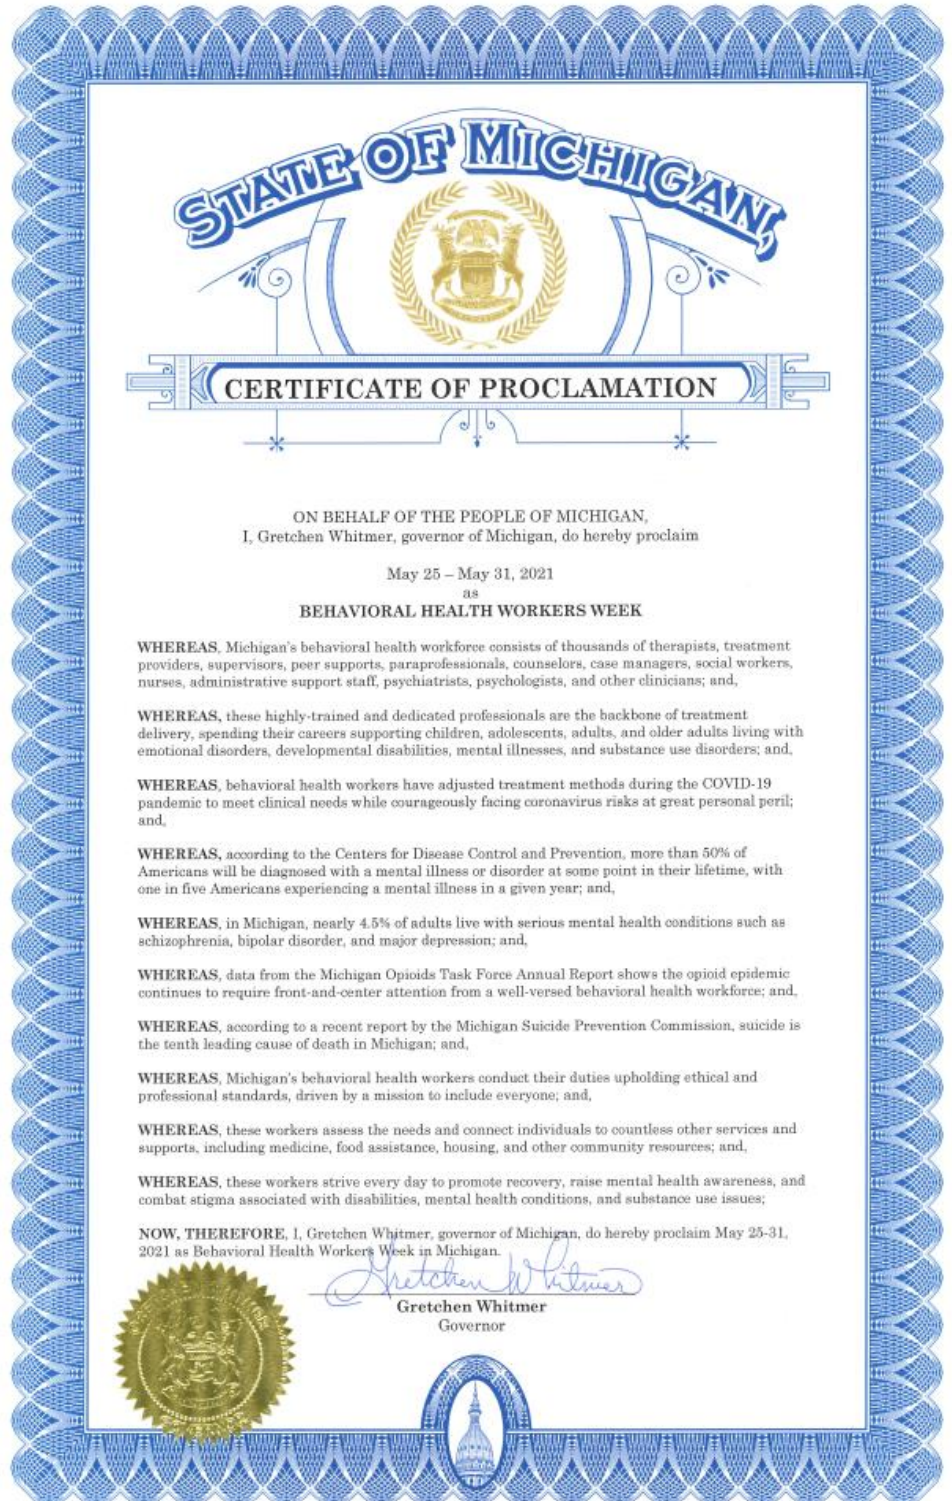 STATE OF MICHIGAN,
CERTIFICATE OF PROCLAMATION
ON BEHALF OF THE PEOPLE OF MICHIGAN,
I, Gretchen Whitmer, governor of Michigan, do hereby proclaim
May 25 – May 31, 2021
as
BEHAVIORAL HEALTH WORKERS WEEK
WHEREAS, Michigan's behavioral health workforce consists of thousands of therapists, treatment
providers, supervisors, peer supports, paraprofessionals, counselors, case managers, social workers,
nurses, administrative support staff, psychiatrists, psychologists, and other clinicians; and,
WHEREAS, these highly-trained and dedicated professionals are the backbone of treatment
delivery, spending their careers supporting children, adolescents, adults, and older adults living with
emotional disorders, developmental disabilities, mental illnesses, and substance use disorders; and,
WHEREAS, behavioral health workers have adjusted treatment methods during the COVID-19
pandemic to meet clinical needs while courageously facing coronavirus risks at great personal peril;
and,
WHEREAS, according to the Centers for Disease Control and Prevention, more than 50% of
Americans will be diagnosed with a mental illness or disorder at some point in their lifetime, with
one in five Americans experiencing a mental illness in a given year; and,
WHEREAS, in Michigan, nearly 4.5% of adults live with serious mental health conditions such as
schizophrenia, bipolar disorder, and major depression; and,
WHEREAS, data from the Michigan Opioids Task Force Annual Report shows the opioid epidemic
continues to require front-and-center attention from a well-versed behavioral health workforce; and,
WHEREAS, according to a recent report by the Michigan Suicide Prevention Commission, suicide is
the tenth leading cause of death in Michigan; and,
WHEREAS, Michigan's behavioral health workers conduct their duties upholding ethical and
professional standards, driven by a mission to include everyone; and,
WHEREAS, these workers assess the needs and connect individuals to countless other services and
supports, including medicine, food assistance, housing, and other community resources; and,
WHEREAS, these workers strive every day to promote recovery, raise mental health awareness, and
combat stigma associated with disabilities, mental health conditions, and substance use issues;
NOW, THEREFORE, I, Gretchen Whitmer, governor of Michigan, do hereby proclaim May 25-31,
2021 as Behavioral Health Workers Week in Michigan.
Gretchen Whitmer
Gretchen Whitmer
Governor